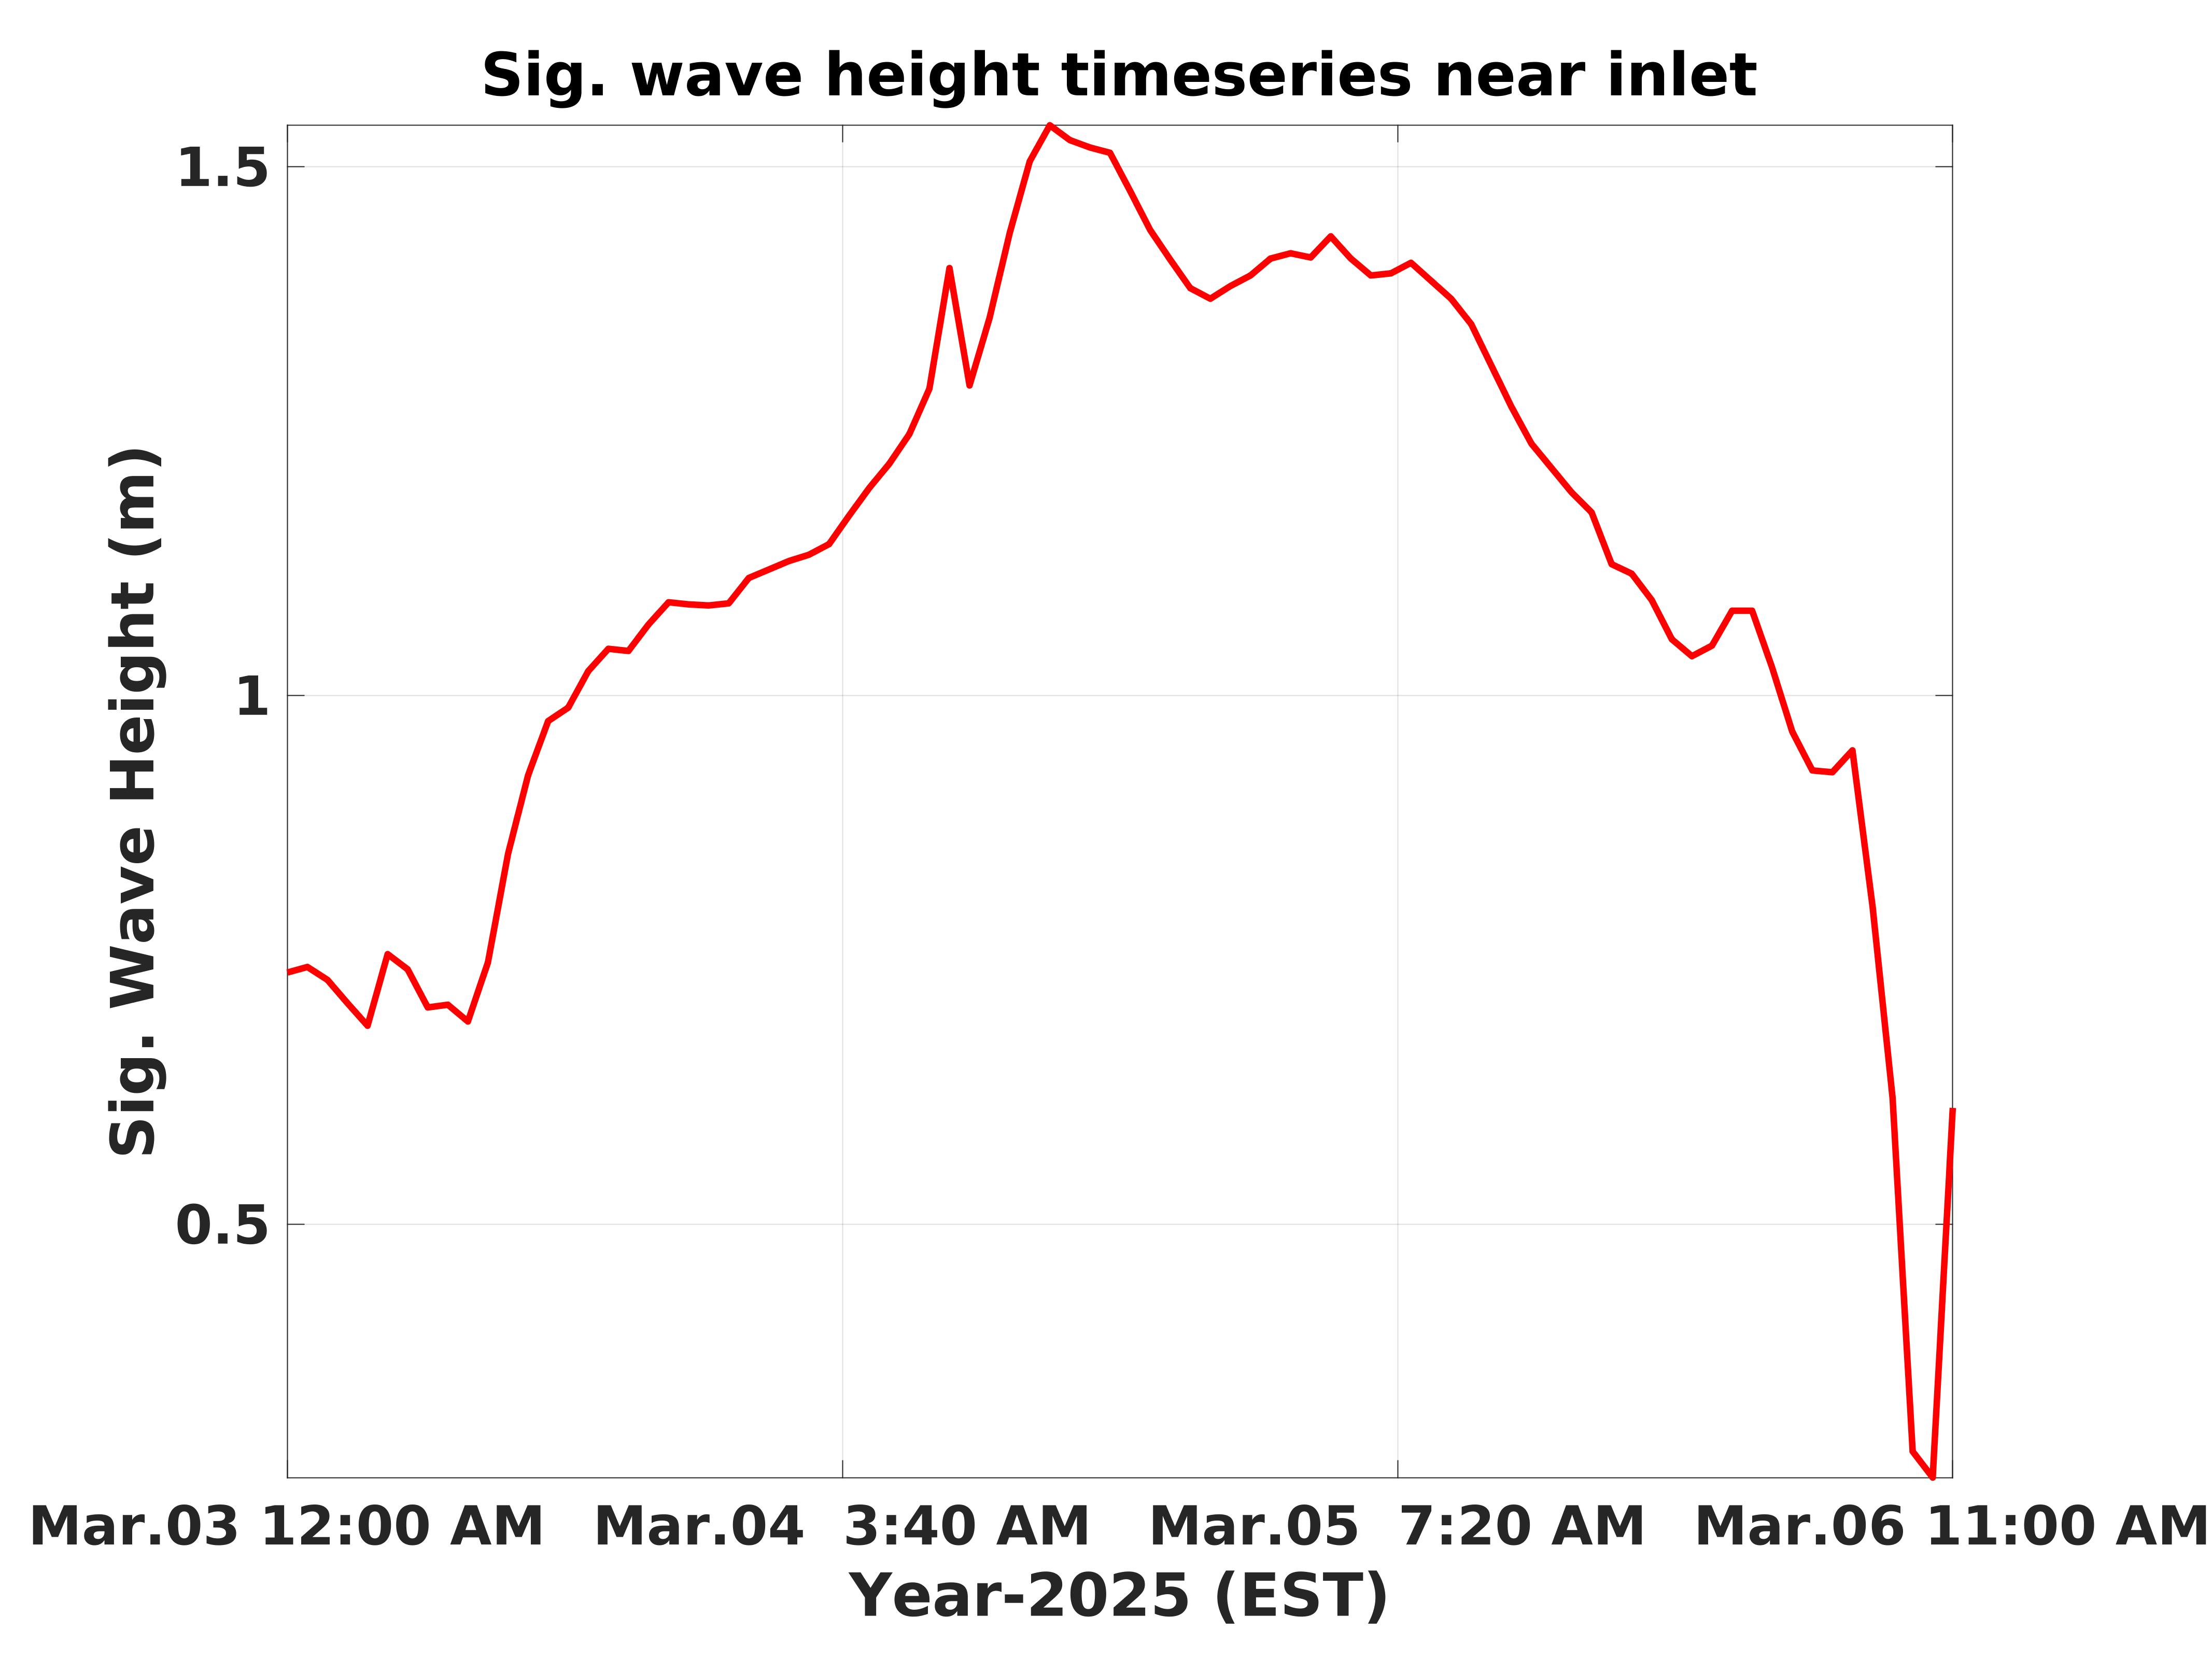 Sig. wave height timeseries near inlet
1.5
1
0.5
Sig. Wave Height (m)
Mar.03 12:00 AM Mar.04 3:40 AM Mar.05 7:20 AM Mar.06 11:00 AM
Year-2025 (EST)